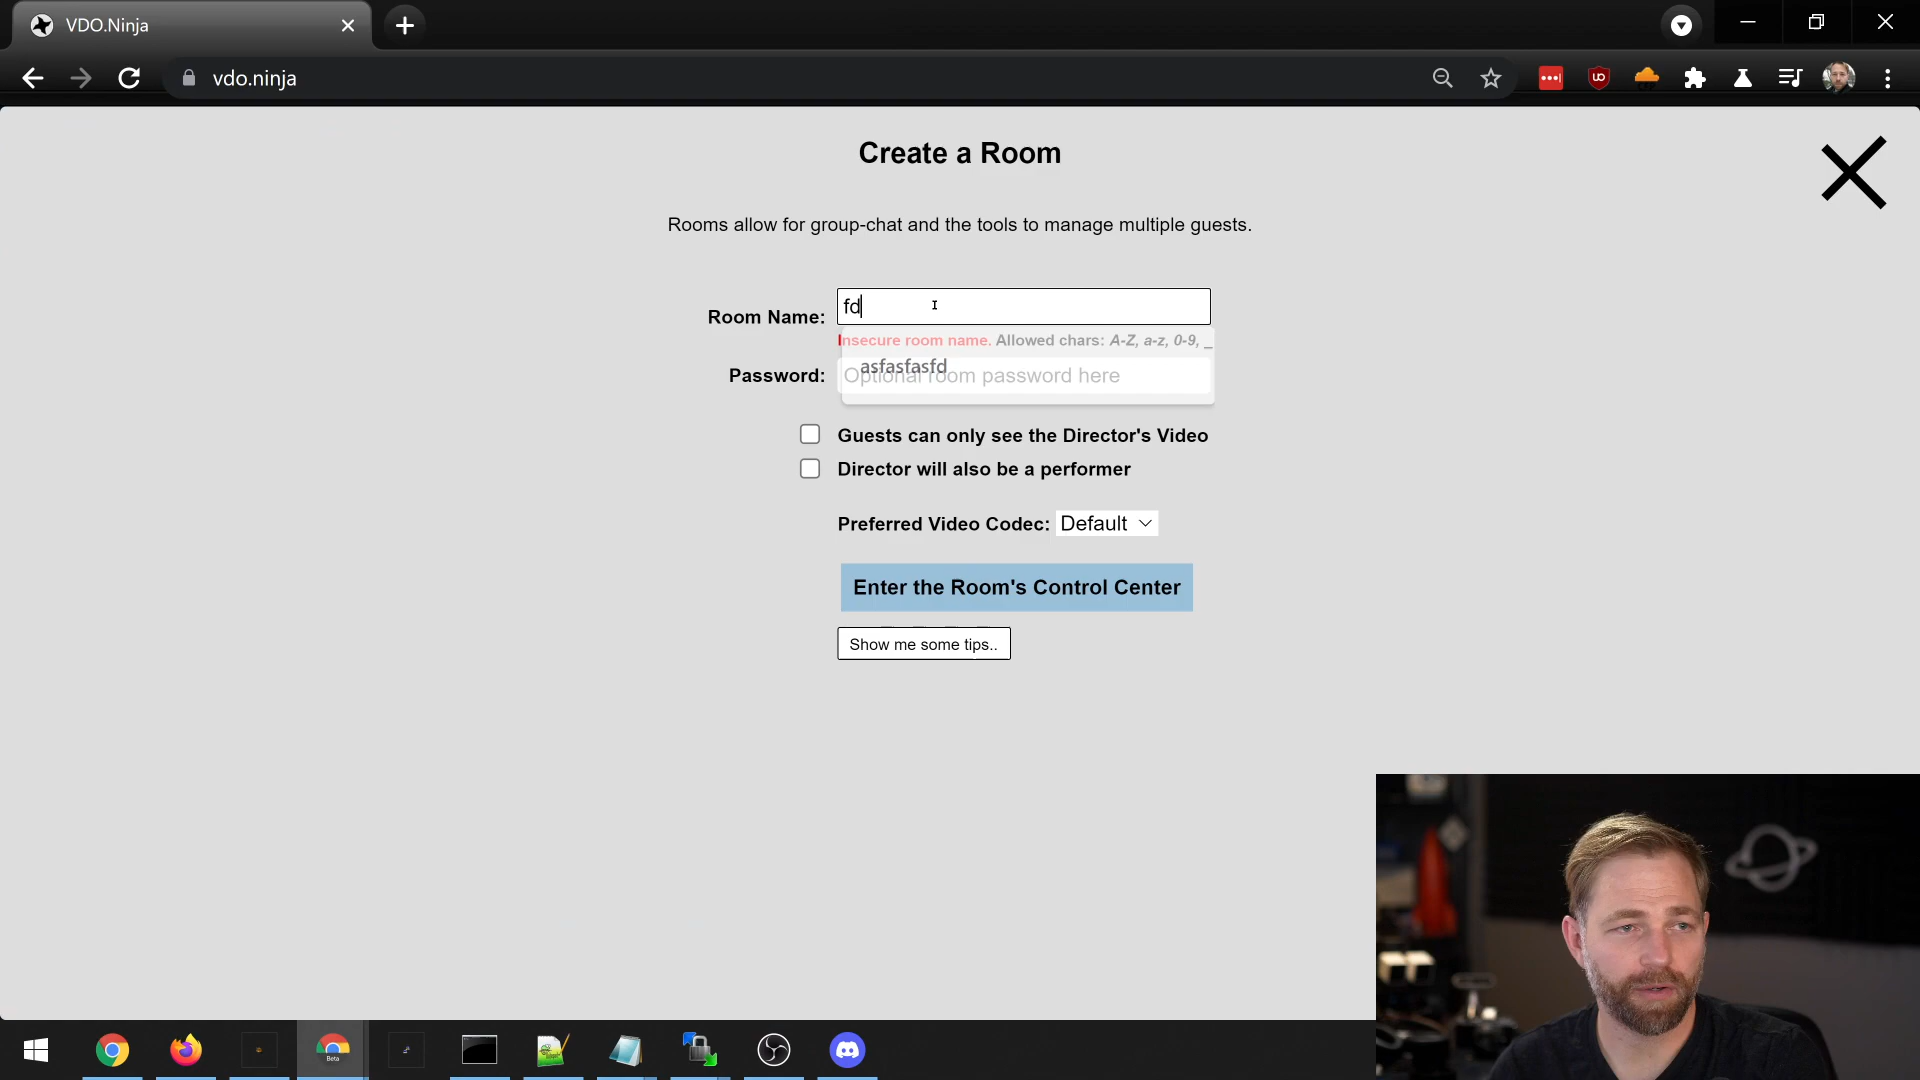 VDO.Ninja
vdo.ninja
Create a Room
Rooms allow for group-chat and the tools to manage multiple guests.
Room Name:
fd
Insecure room name. Allowed chars: A-Z, a-z, 0-9, _
asfasfasfd
Password:
Optional room password here
Guests can only see the Director's Video
Director will also be a performer
Preferred Video Codec: Default
Enter the Room's Control Center
Show me some tips..
Beta